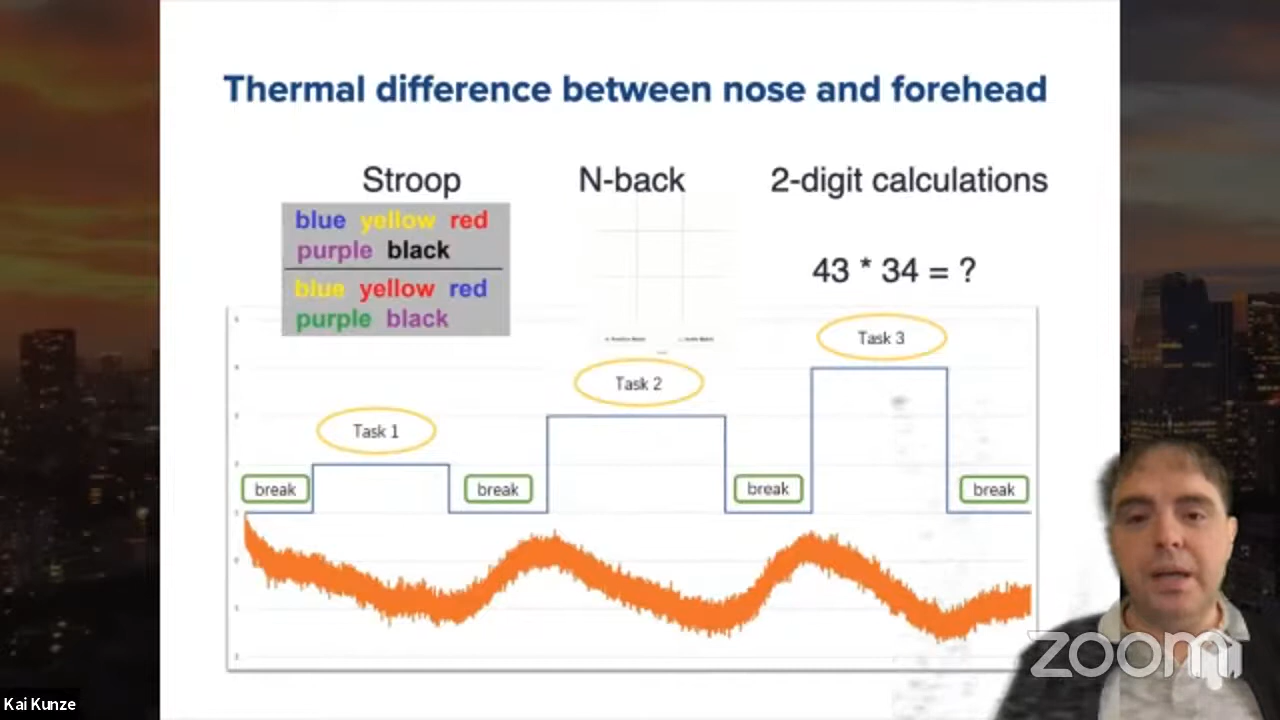 Thermal difference between nose and forehead
Stroop
N-back
2-digit calculations
blue yellow red
purple black
blue yellow red
purple black
43 * 34 = ?
Task 1
Task 2
Task 3
break
break
break
break
zoom
Kai Kunze